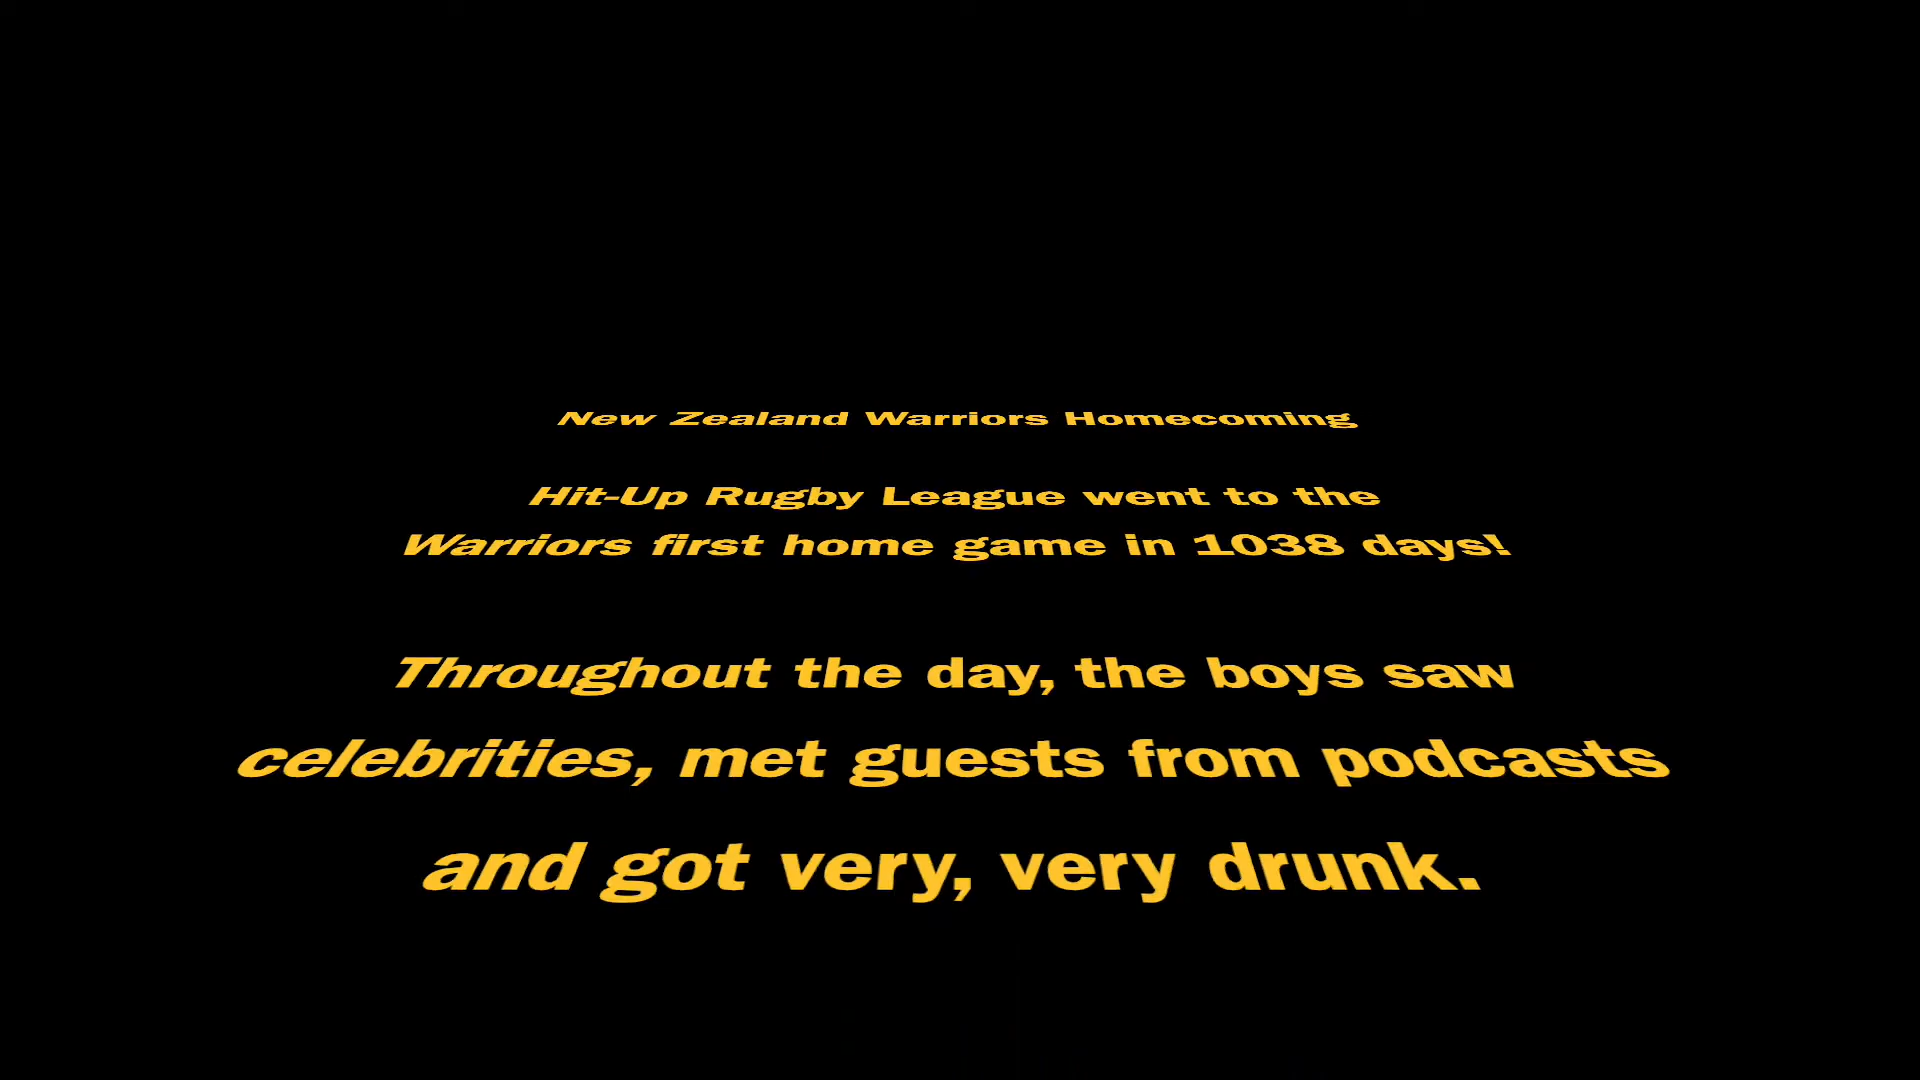 New Zealand Warriors Homecoming
Hit-Up Rugby League went to the
Warriors first home game in 1038 days!
Throughout the day, the boys saw
celebrities, met guests from podcasts
and got very, very drunk.